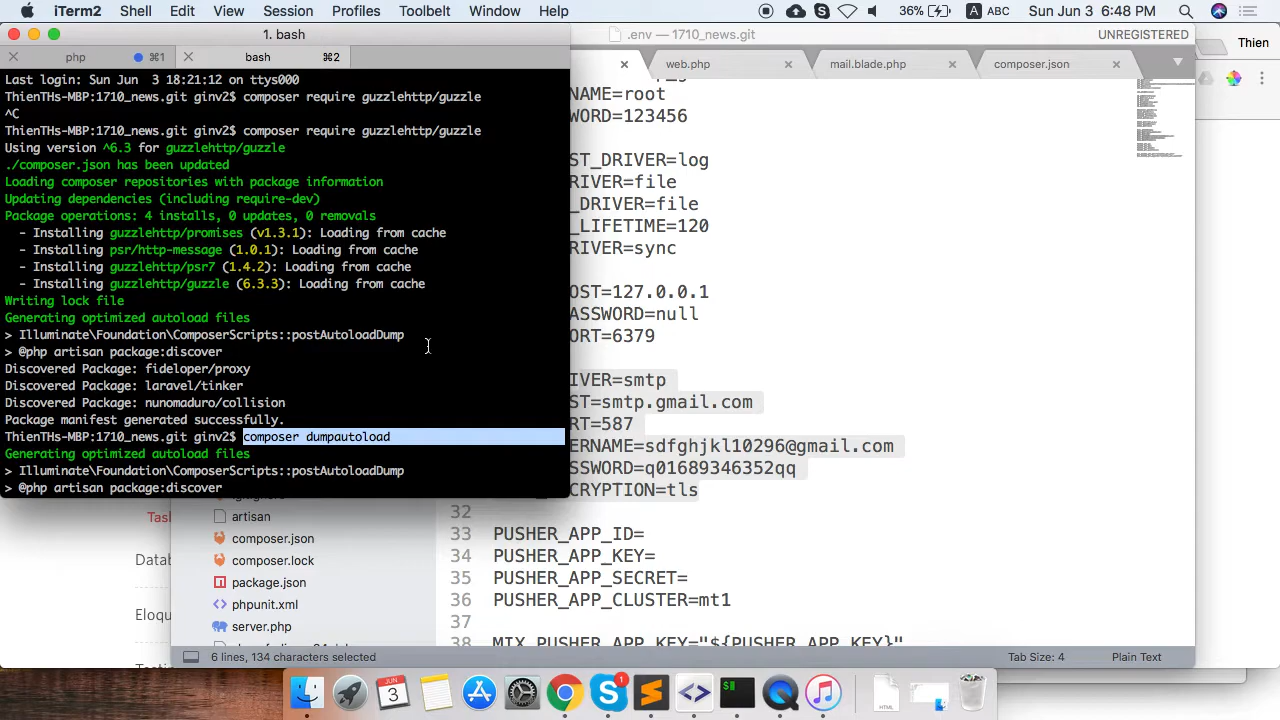 iTerm2 Shell Edit View Session Profiles Toolbelt Window Help 36% A ABC Sun Jun 3 6:48 PM
1. bash
php ⌘1 bash ⌘2
Last login: Sun Jun  3 18:21:12 on ttys000
ThienTHs-MBP:1710_news.git ginv2$ composer require guzzlehttp/guzzle
^C
ThienTHs-MBP:1710_news.git ginv2$ composer require guzzlehttp/guzzle
Using version ^6.3 for guzzlehttp/guzzle
./composer.json has been updated
Loading composer repositories with package information
Updating dependencies (including require-dev)
Package operations: 4 installs, 0 updates, 0 removals
- Installing guzzlehttp/promises (v1.3.1): Loading from cache
- Installing psr/http-message (1.0.1): Loading from cache
- Installing guzzlehttp/psr7 (1.4.2): Loading from cache
- Installing guzzlehttp/guzzle (6.3.3): Loading from cache
Writing lock file
Generating optimized autoload files
> Illuminate\Foundation\ComposerScripts::postAutoloadDump
> @php artisan package:discover
Discovered Package: fideloper/proxy
Discovered Package: laravel/tinker
Discovered Package: nunomaduro/collision
Package manifest generated successfully.
ThienTHs-MBP:1710_news.git ginv2$ composer dumpautoload
Generating optimized autoload files
> Illuminate\Foundation\ComposerScripts::postAutoloadDump
> @php artisan package:discover
.env — 1710_news.git UNREGISTERED
web.php mail.blade.php composer.json
Thien
NAME=root
WORD=123456
ST_DRIVER=log
RIVER=file
_DRIVER=file
_LIFETIME=120
RIVER=sync
OST=127.0.0.1
ASSWORD=null
ORT=6379
IVER=smtp
ST=smtp.gmail.com
RT=587
ERNAME=sdfghjkl10296@gmail.com
SSWORD=q01689346352qq
CRYPTION=tls
32
33 PUSHER_APP_ID=
34 PUSHER_APP_KEY=
35 PUSHER_APP_SECRET=
36 PUSHER_APP_CLUSTER=mt1
37
38 MIX_PUSHER_APP_KEY="${PUSHER_APP_KEY}"
artisan
composer.json
composer.lock
package.json
phpunit.xml
server.php
Task
Datab
Eloqu
6 lines, 134 characters selected Tab Size: 4 Plain Text
3
1
HTML